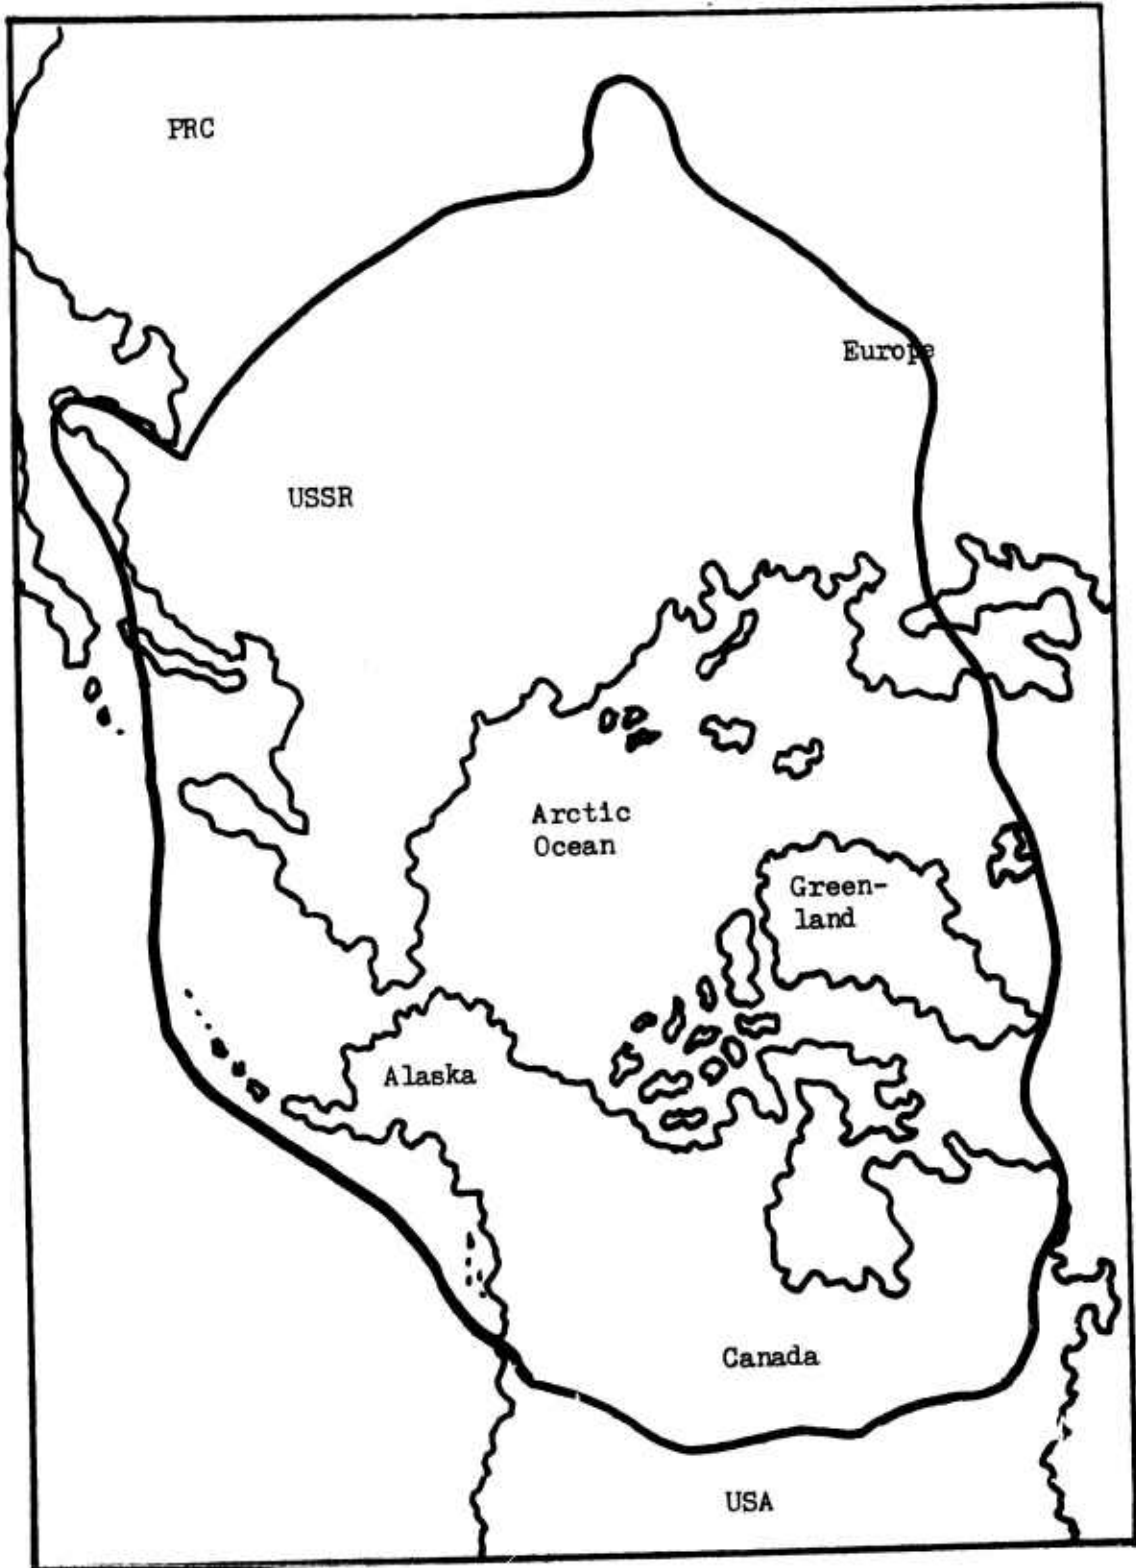 PRC
Europe
USSR
Arctic
Ocean
Green-
land
Alaska
Canada
USA